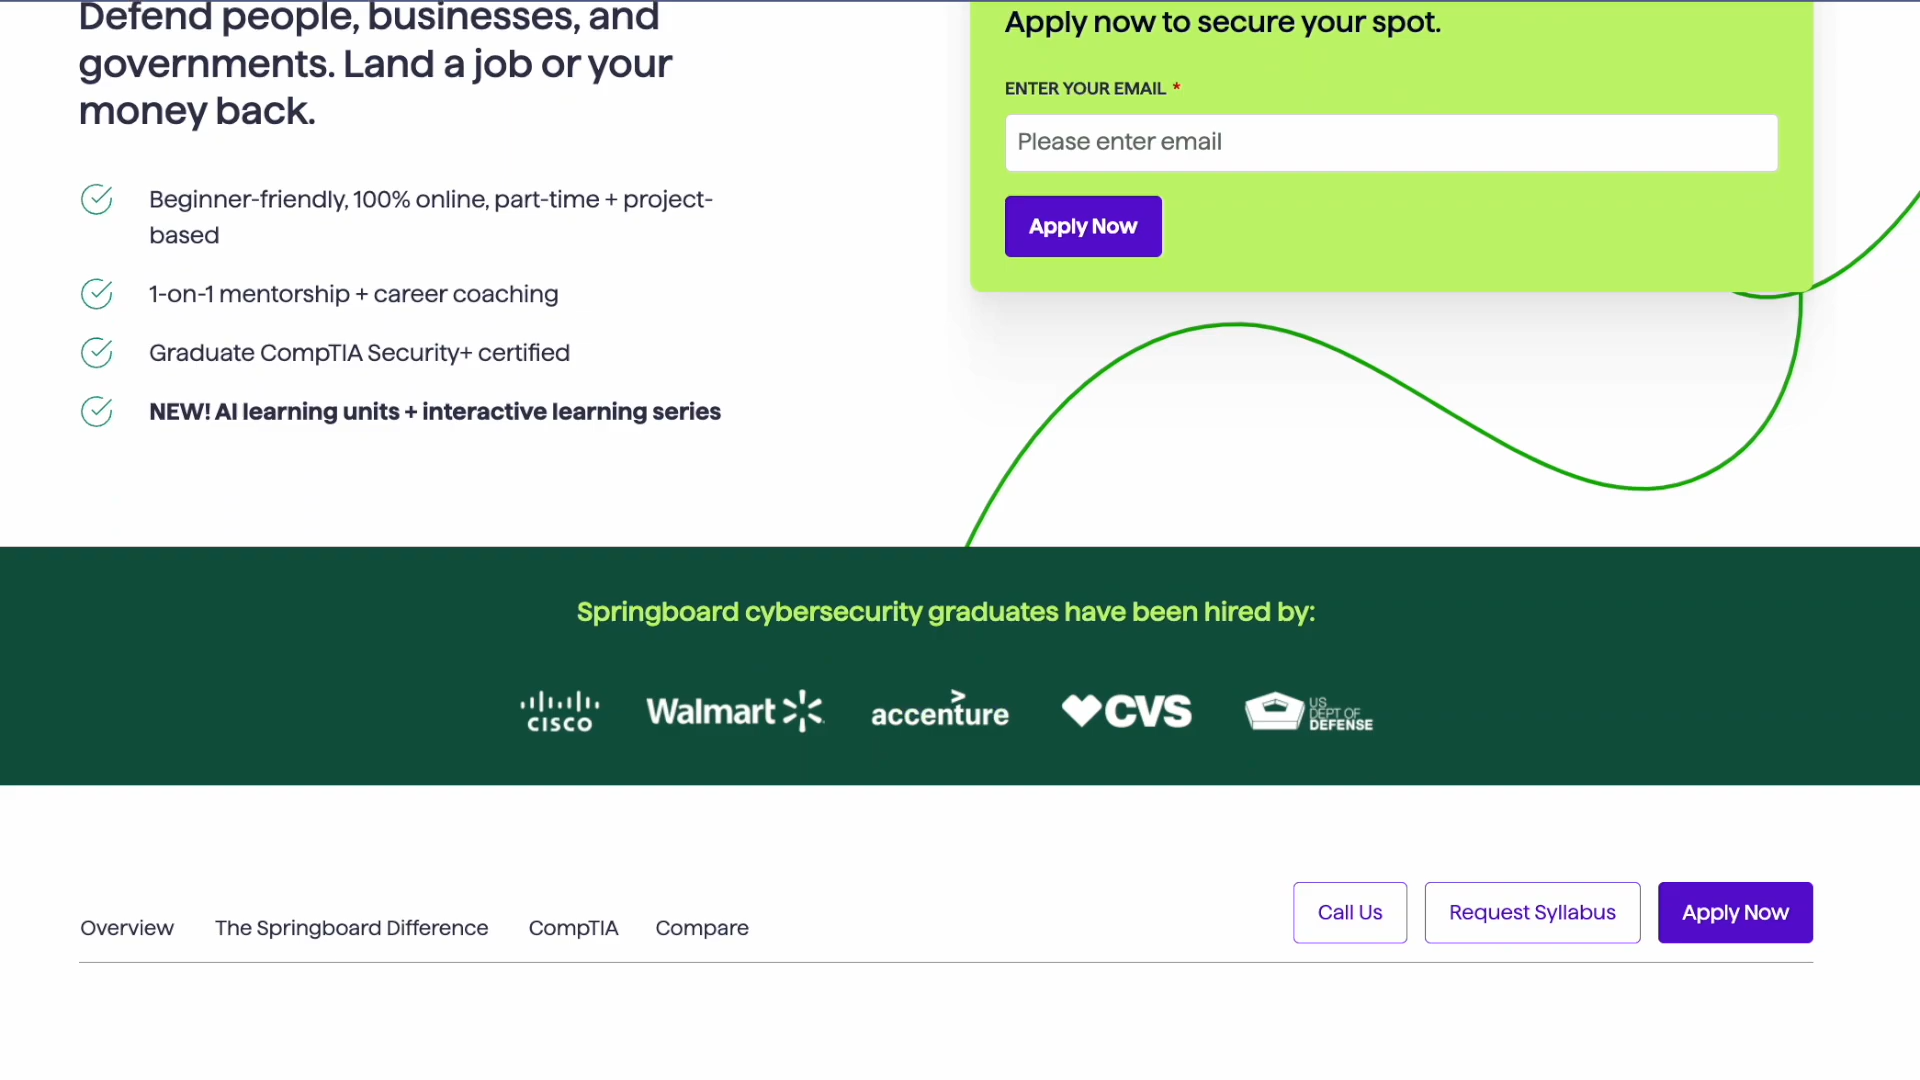 Defend people, businesses, and
governments. Land a job or your
money back.
Beginner-friendly, 100% online, part-time + project-
based
1-on-1 mentorship + career coaching
Graduate CompTIA Security+ certified
NEW! AI learning units + interactive learning series
Apply now to secure your spot.
ENTER YOUR EMAIL *
Please enter email
Apply Now
Springboard cybersecurity graduates have been hired by:
CISCO
Walmart
accenture
CVS
US
DEPT OF
DEFENSE
Overview
The Springboard Difference
CompTIA
Compare
Call Us
Request Syllabus
Apply Now